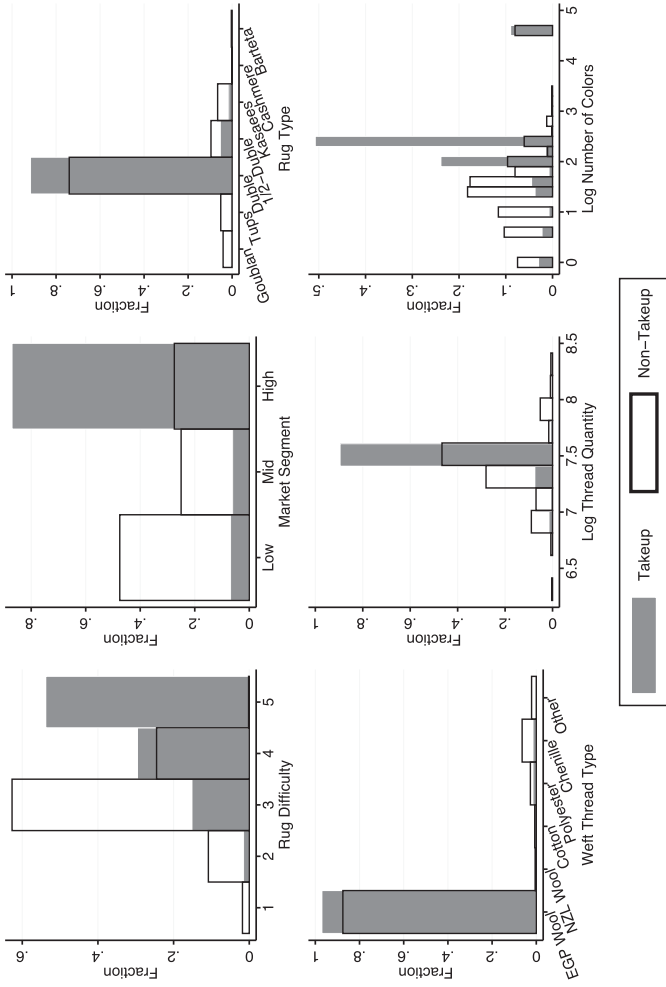 Fraction
.6
.4
.2
0
1 2 3 4 5
Rug Difficulty
Fraction
.8
.6
.4
.2
0
Low Mid High
Market Segment
Fraction
1
.8
.6
.4
.2
0
Goublan Tups Duble 1/2-Duble Kasaees Cashmere Barteta
Rug Type
Fraction
1
.8
.6
.4
.2
0
EGP Wool NZL Wool Cotton Polyester Chenille Other
Weft Thread Type
Fraction
1
.8
.6
.4
.2
0
6.5 7 7.5 8 8.5
Log Thread Quantity
Fraction
.5
.4
.3
.2
.1
0
0 1 2 3 4 5
Log Number of Colors
Takeup Non-Takeup